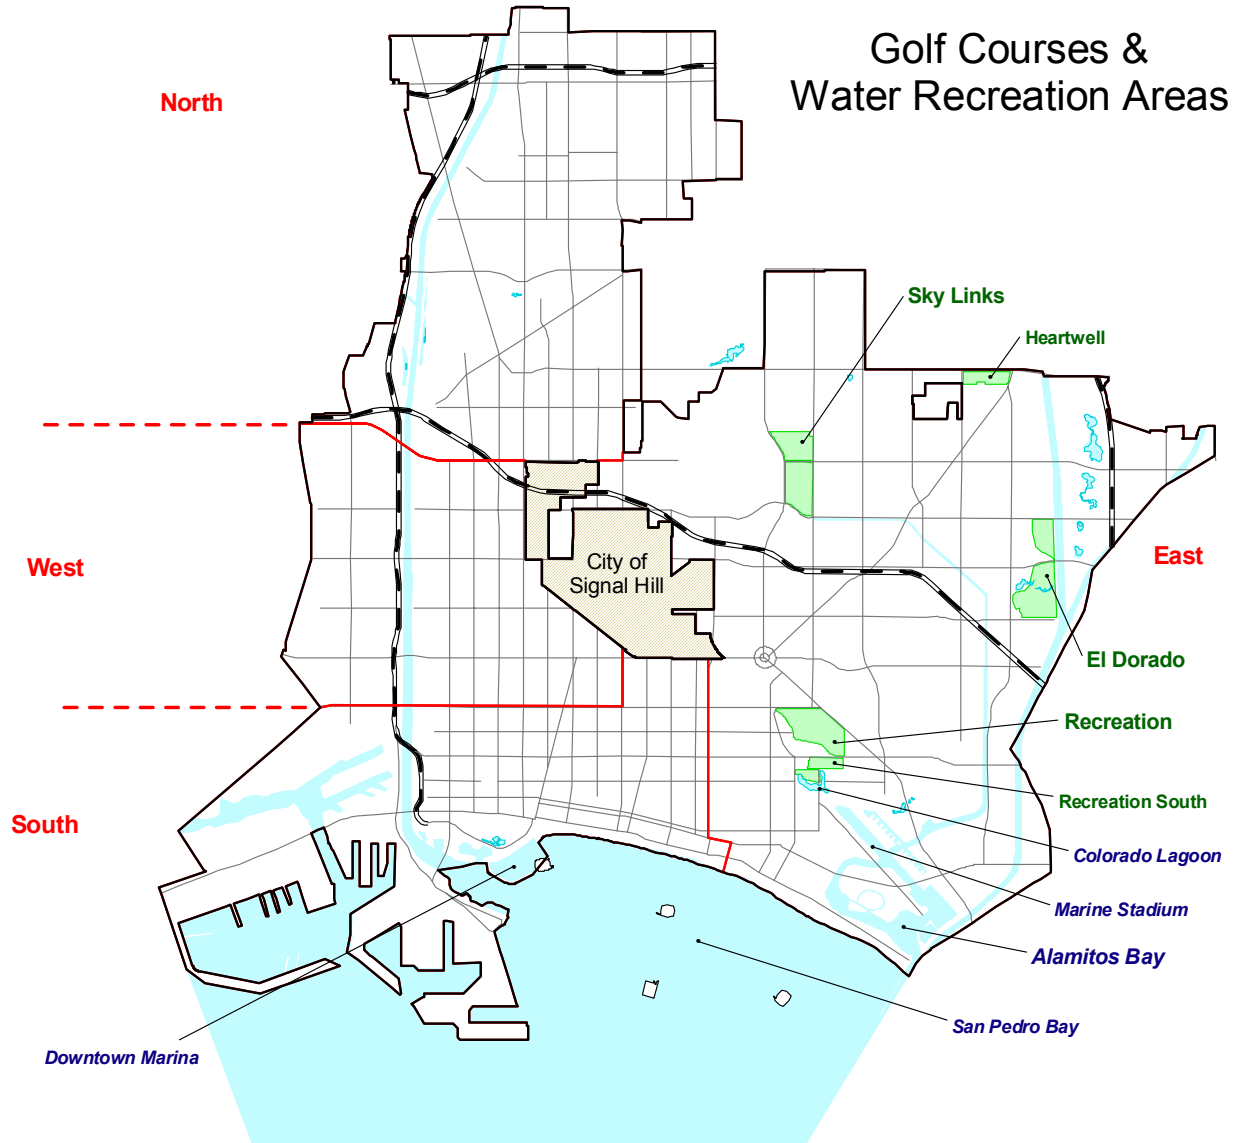 Golf Courses &
Water Recreation Areas
North
Sky Links
Heartwell
West
City of
Signal Hill
East
El Dorado
Recreation
Recreation South
South
Colorado Lagoon
Marine Stadium
Alamitos Bay
San Pedro Bay
Downtown Marina